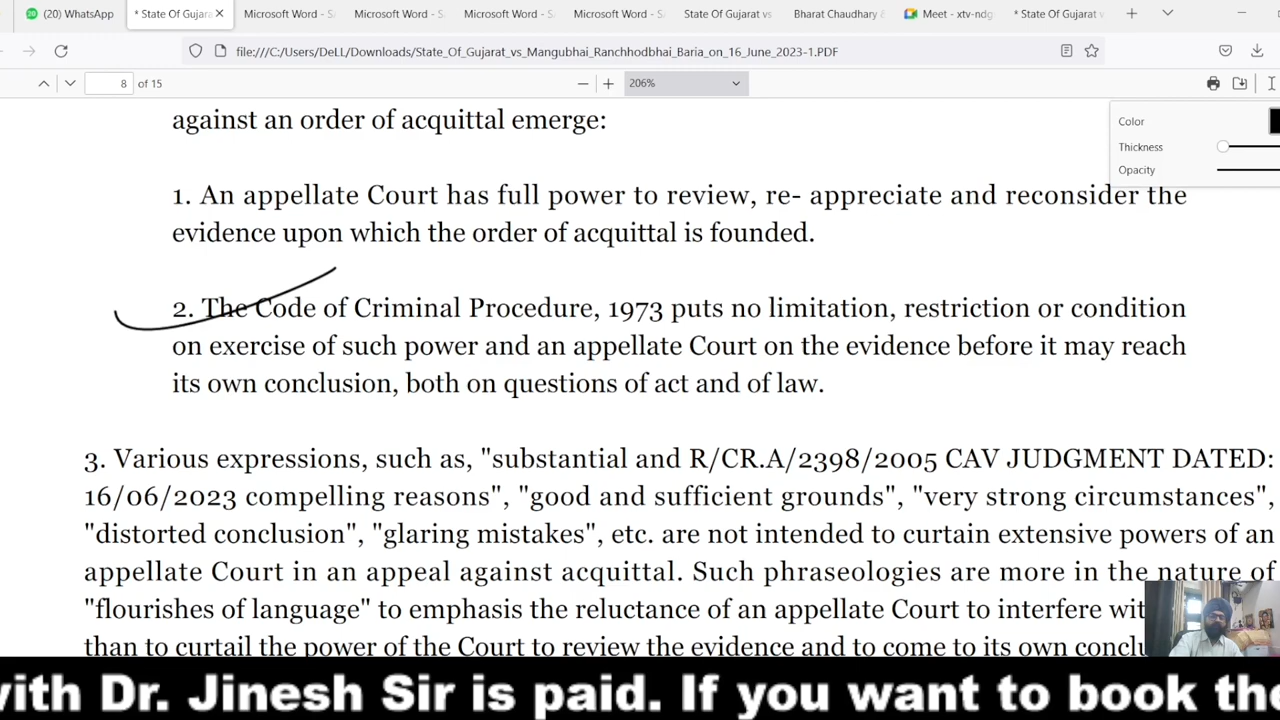 (20) WhatsApp
* State Of Gujara
Microsoft Word - S
Microsoft Word - S
Microsoft Word - S
Microsoft Word - S
State Of Gujarat vs
Bharat Chaudhary &
Meet - xtv-ndg
* State Of Gujarat v
file:///C:/Users/DeLL/Downloads/State_Of_Gujarat_vs_Mangubhai_Ranchhodbhai_Baria_on_16_June_2023-1.PDF
8 of 15
206%
Color
Thickness
Opacity
against an order of acquittal emerge:
1. An appellate Court has full power to review, re- appreciate and reconsider the
evidence upon which the order of acquittal is founded.
2. The Code of Criminal Procedure, 1973 puts no limitation, restriction or condition
on exercise of such power and an appellate Court on the evidence before it may reach
its own conclusion, both on questions of act and of law.
3. Various expressions, such as, "substantial and R/CR.A/2398/2005 CAV JUDGMENT DATED:
16/06/2023 compelling reasons", "good and sufficient grounds", "very strong circumstances",
"distorted conclusion", "glaring mistakes", etc. are not intended to curtain extensive powers of an
appellate Court in an appeal against acquittal. Such phraseologies are more in the nature of
"flourishes of language" to emphasis the reluctance of an appellate Court to interfere wit
than to curtail the power of the Court to review the evidence and to come to its own conclu
with Dr. Jinesh Sir is paid. If you want to book the